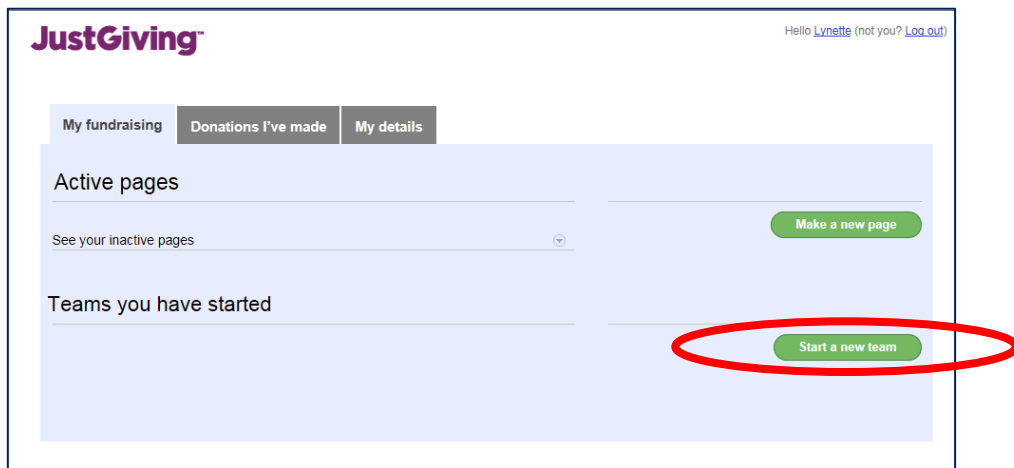 JustGiving™
Hello Lynette (not you? Log out)
My fundraising
Donations I've made
My details
Active pages
Make a new page
See your inactive pages
Teams you have started
Start a new team